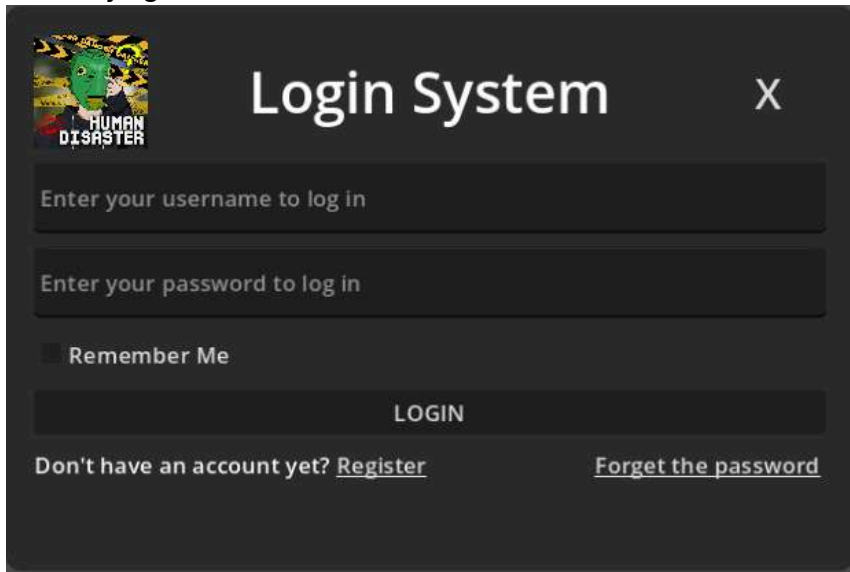 HUMAN
DISASTER
Login System
X
Enter your username to log in
Enter your password to log in
Remember Me
LOGIN
Don't have an account yet? Register
Forget the password